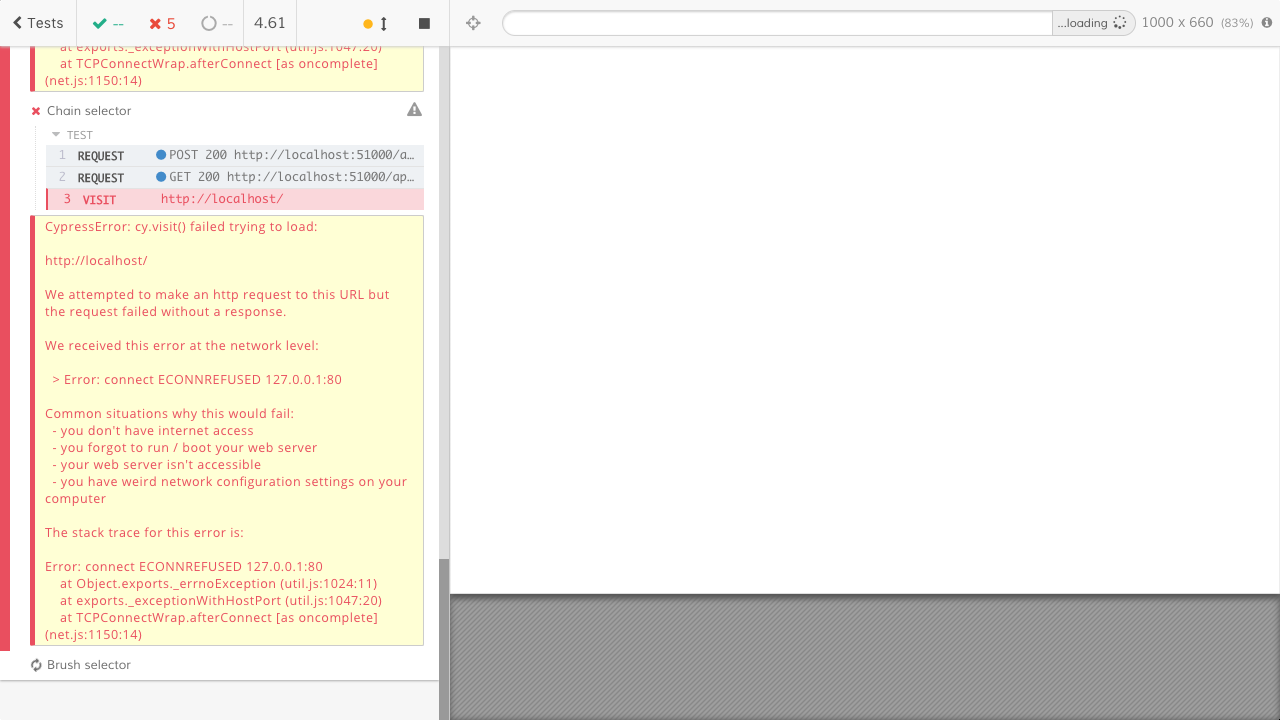 Tests
--
5
--
4.61
...loading
1000 x 660 (83%)
at exports._exceptionWithHostPort (util.js:1047:20)
at TCPConnectWrap.afterConnect [as oncomplete]
(net.js:1150:14)
Chain selector
TEST
1 REQUEST POST 200 http://localhost:51000/a…
2 REQUEST GET 200 http://localhost:51000/ap…
3 VISIT http://localhost/
CypressError: cy.visit() failed trying to load:
http://localhost/
We attempted to make an http request to this URL but
the request failed without a response.
We received this error at the network level:
> Error: connect ECONNREFUSED 127.0.0.1:80
Common situations why this would fail:
- you don't have internet access
- you forgot to run / boot your web server
- your web server isn't accessible
- you have weird network configuration settings on your
computer
The stack trace for this error is:
Error: connect ECONNREFUSED 127.0.0.1:80
at Object.exports._errnoException (util.js:1024:11)
at exports._exceptionWithHostPort (util.js:1047:20)
at TCPConnectWrap.afterConnect [as oncomplete]
(net.js:1150:14)
Brush selector